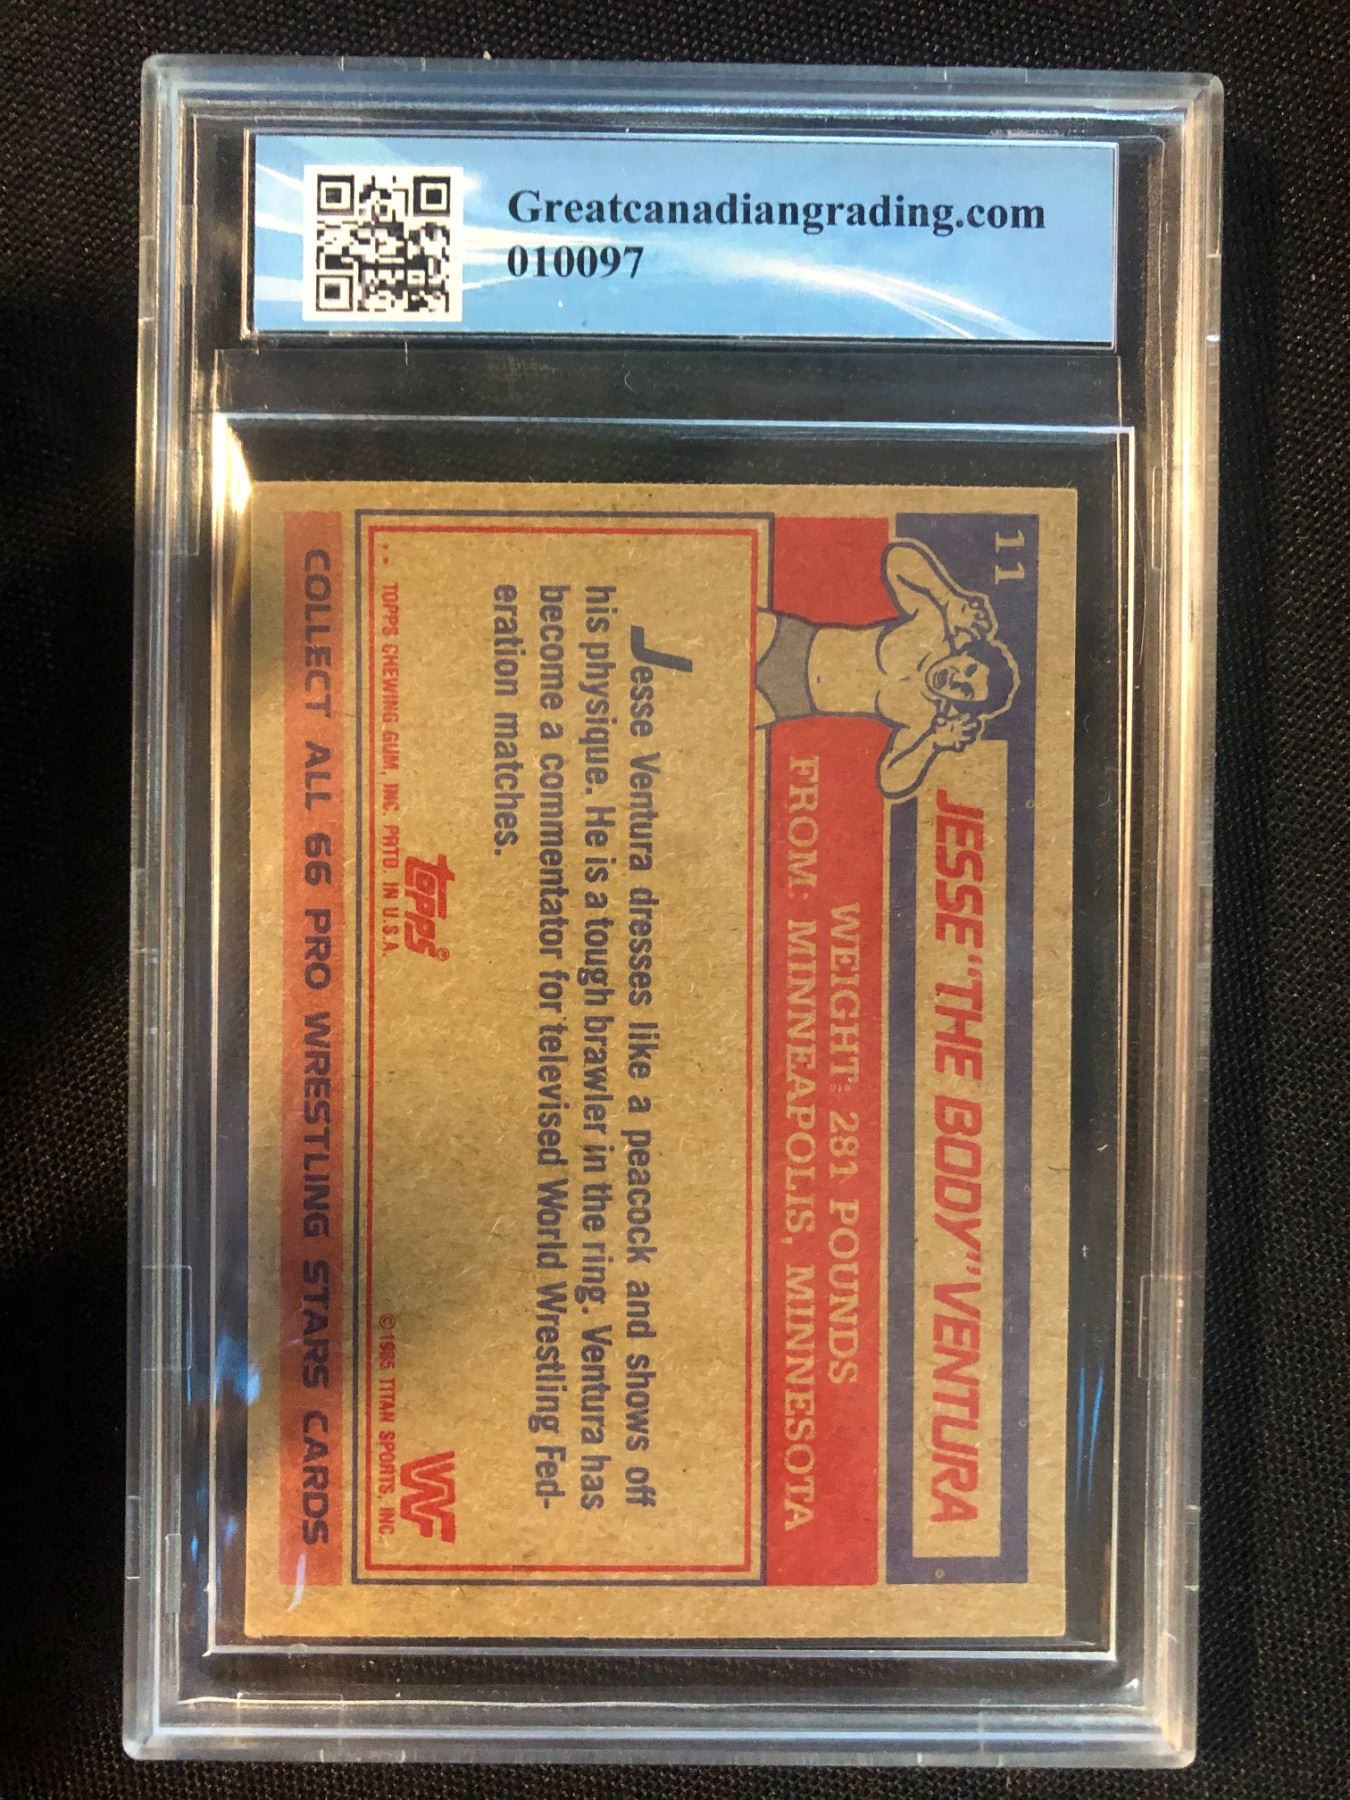 Greatcanadiangrading.com
010097
11
JESSE "THE BODY" VENTURA
WEIGHT: 281 POUNDS
FROM: MINNEAPOLIS, MINNESOTA
Jesse Ventura dresses like a peacock and shows off
his physique. He is a tough brawler in the ring. Ventura has
become a commentator for televised World Wrestling Fed-
eration matches.
topps®
W
TOPPS CHEWING GUM, INC. PRTD. IN U.S.A.
©1985 TITAN SPORTS, INC.
COLLECT ALL 66 PRO WRESTLING STARS CARDS